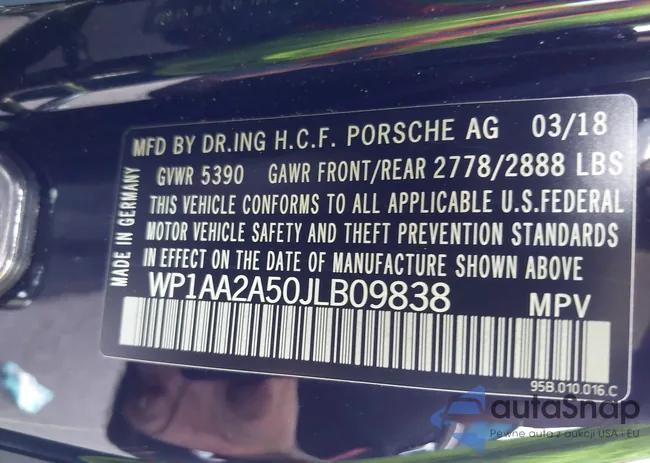 MFD BY DR.ING H.C.F. PORSCHE AG 03/18
GVWR 5390 GAWR FRONT/REAR 2778/2888 LBS
THIS VEHICLE CONFORMS TO ALL APPLICABLE U.S.FEDERAL
MOTOR VEHICLE SAFETY AND THEFT PREVENTION STANDARDS
IN EFFECT ON THE DATE OF MANUFACTURE SHOWN ABOVE
WP1AA2A50JLB09838 MPV
MADE IN GERMANY
95B.010.016.C
autaSnap
Pewne auta z aukcji USA i EU